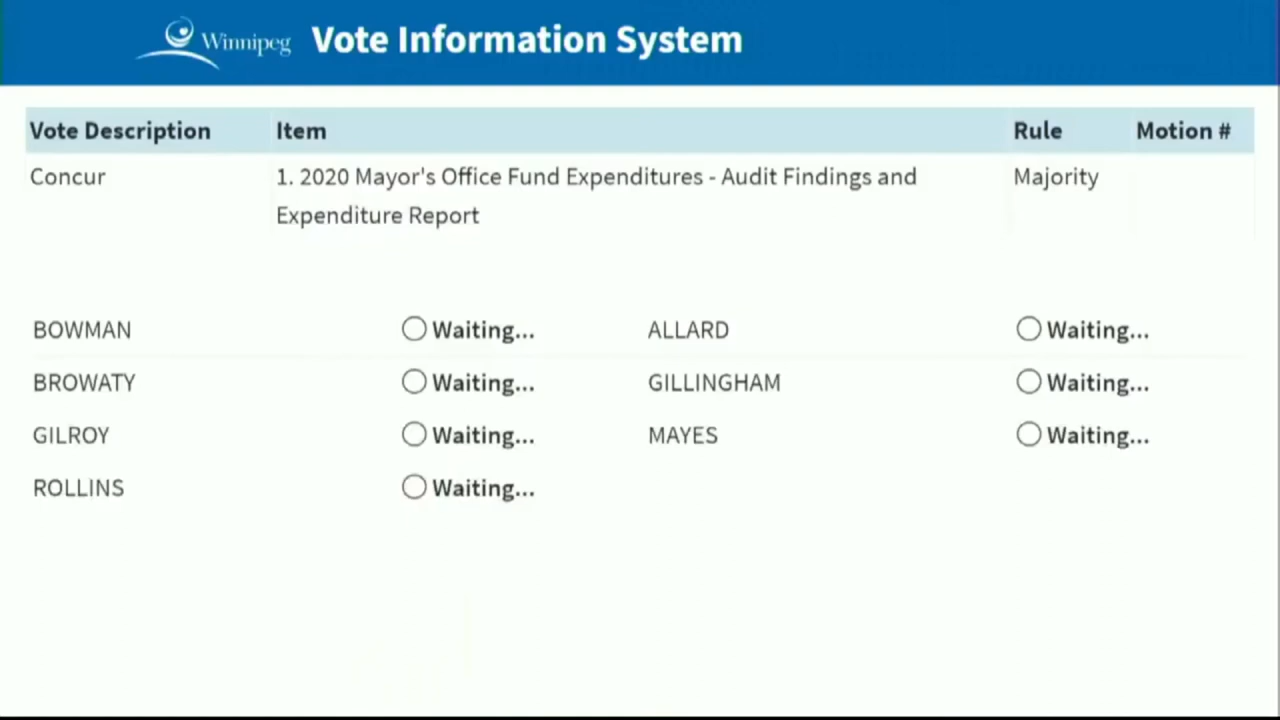 Winnipeg Vote Information System
Vote Description Item Rule Motion #
Concur 1. 2020 Mayor's Office Fund Expenditures - Audit Findings and Majority
Expenditure Report
BOWMAN Waiting... ALLARD Waiting...
BROWATY Waiting... GILLINGHAM Waiting...
GILROY Waiting... MAYES Waiting...
ROLLINS Waiting...